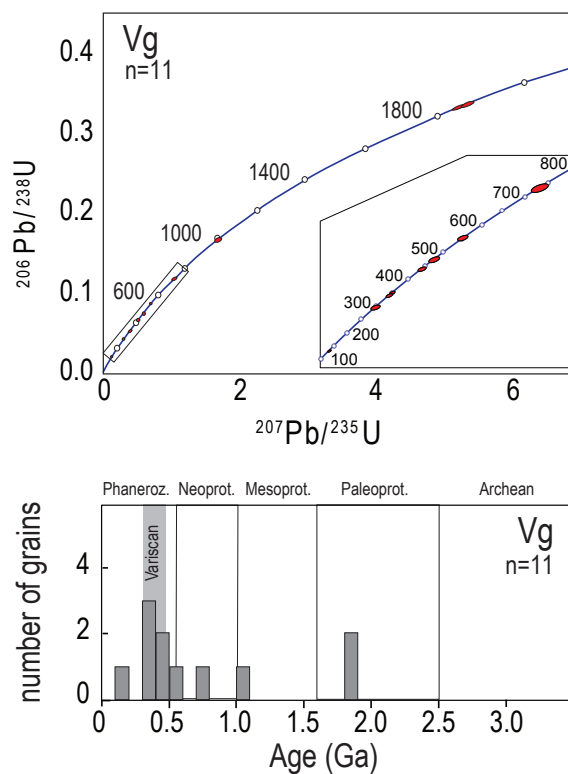 Vg
n=11
0.4
0.3
0.2
0.1
0.0
206Pb/238U
600
1000
1400
1800
100
200
300
400
500
600
700
800
0 2 4 6
207Pb/235U
Phaneroz. Neoprot. Mesoprot. Paleoprot. Archean
Variscan
Vg
n=11
number of grains
4
2
0
0 0.5 1.0 1.5 2.0 2.5 3.0
Age (Ga)